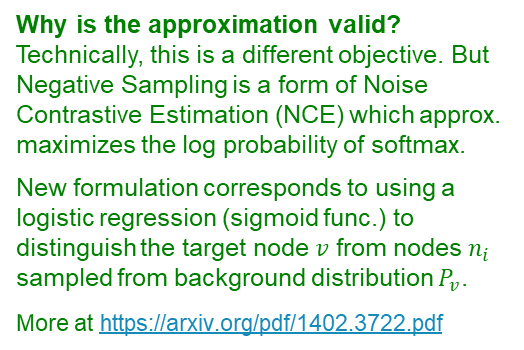 Why is the approximation valid?
Technically, this is a different objective. But
Negative Sampling is a form of Noise
Contrastive Estimation (NCE) which approx.
maximizes the log probability of softmax.
New formulation corresponds to using a
logistic regression (sigmoid func.) to
distinguish the target node 𝑣 from nodes 𝑛ᵢ
sampled from background distribution 𝑃ᵥ.
More at https://arxiv.org/pdf/1402.3722.pdf